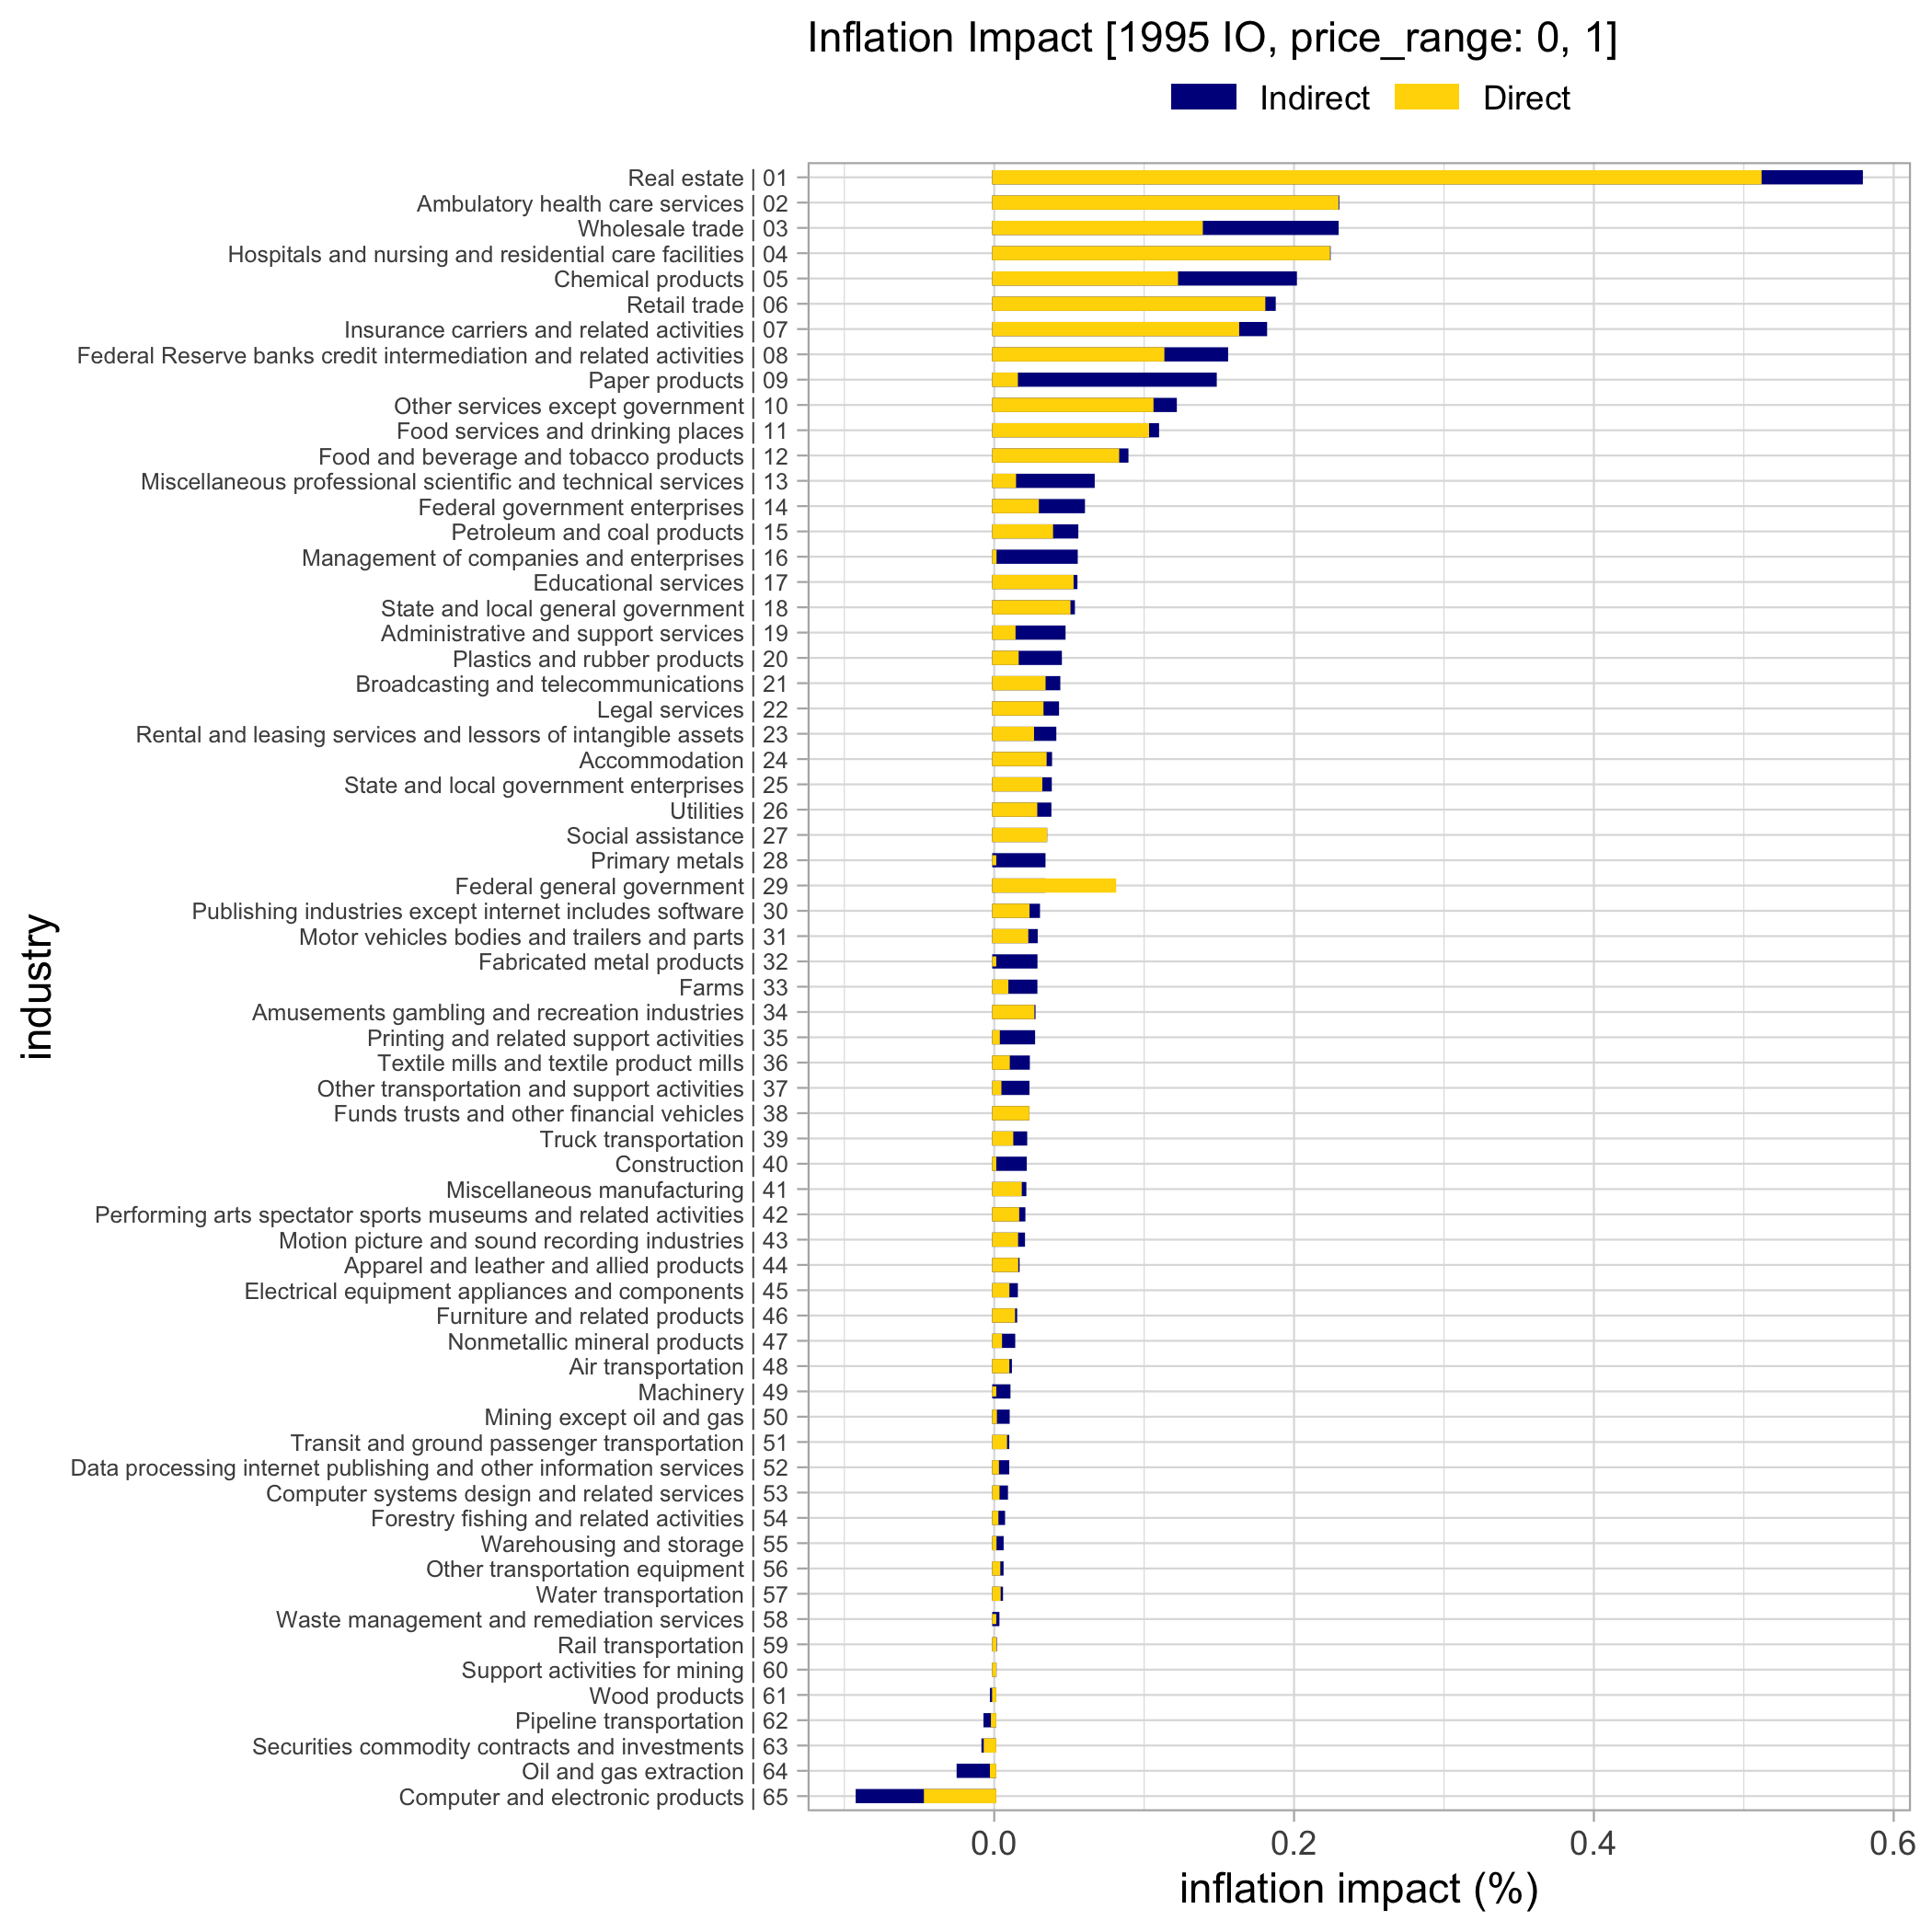 Inflation Impact [1995 IO, price_range: 0, 1]
Indirect Direct
Real estate | 01
Ambulatory health care services | 02
Wholesale trade | 03
Hospitals and nursing and residential care facilities | 04
Chemical products | 05
Retail trade | 06
Insurance carriers and related activities | 07
Federal Reserve banks credit intermediation and related activities | 08
Paper products | 09
Other services except government | 10
Food services and drinking places | 11
Food and beverage and tobacco products | 12
Miscellaneous professional scientific and technical services | 13
Federal government enterprises | 14
Petroleum and coal products | 15
Management of companies and enterprises | 16
Educational services | 17
State and local general government | 18
Administrative and support services | 19
Plastics and rubber products | 20
Broadcasting and telecommunications | 21
Legal services | 22
Rental and leasing services and lessors of intangible assets | 23
Accommodation | 24
State and local government enterprises | 25
Utilities | 26
Social assistance | 27
Primary metals | 28
Federal general government | 29
Publishing industries except internet includes software | 30
Motor vehicles bodies and trailers and parts | 31
Fabricated metal products | 32
Farms | 33
Amusements gambling and recreation industries | 34
Printing and related support activities | 35
Textile mills and textile product mills | 36
Other transportation and support activities | 37
Funds trusts and other financial vehicles | 38
Truck transportation | 39
Construction | 40
Miscellaneous manufacturing | 41
Performing arts spectator sports museums and related activities | 42
Motion picture and sound recording industries | 43
Apparel and leather and allied products | 44
Electrical equipment appliances and components | 45
Furniture and related products | 46
Nonmetallic mineral products | 47
Air transportation | 48
Machinery | 49
Mining except oil and gas | 50
Transit and ground passenger transportation | 51
Data processing internet publishing and other information services | 52
Computer systems design and related services | 53
Forestry fishing and related activities | 54
Warehousing and storage | 55
Other transportation equipment | 56
Water transportation | 57
Waste management and remediation services | 58
Rail transportation | 59
Support activities for mining | 60
Wood products | 61
Pipeline transportation | 62
Securities commodity contracts and investments | 63
Oil and gas extraction | 64
Computer and electronic products | 65
industry
0.0 0.2 0.4 0.6
inflation impact (%)